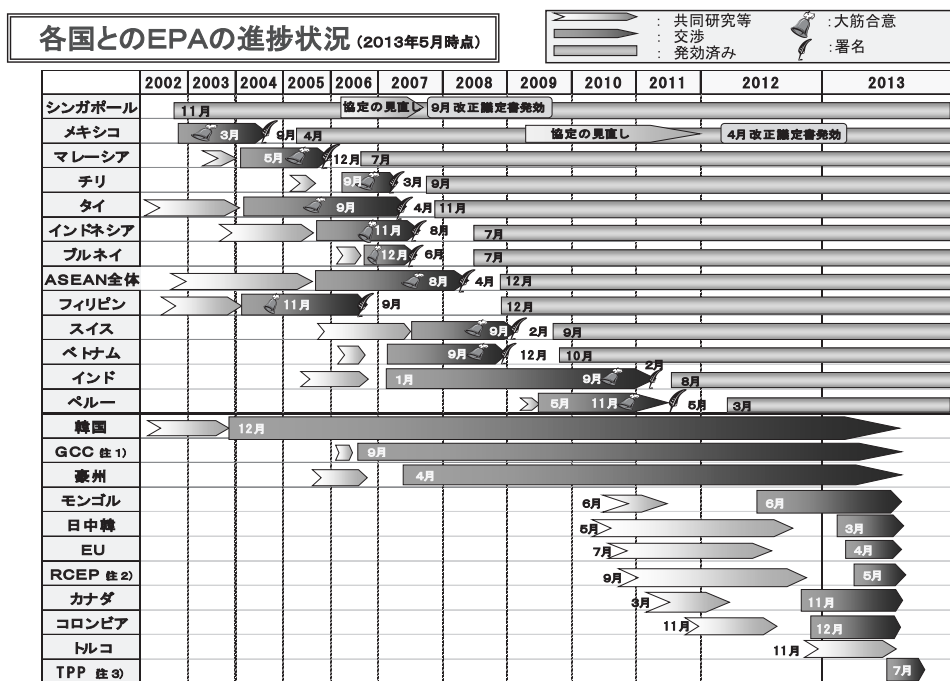 各国とのEPAの進捗状況 (2013年5月時点)
: 共同研究等
: 交渉
: 発効済み
:大筋合意
:署名
2002 2003 2004 2005 2006 2007 2008 2009 2010 2011 2012 2013
シンガポール 11月 協定の見直し 9月 改正議定書発効
メキシコ 3月 9月 4月 協定の見直し 4月 改正議定書発効
マレーシア 5月 12月 7月
チリ 9月 3月 9月
タイ 9月 4月 11月
インドネシア 11月 8月 7月
ブルネイ 12月 6月 7月
ASEAN全体 8月 4月 12月
フィリピン 11月 9月 12月
スイス 9月 2月 9月
ベトナム 9月 12月 10月
インド 1月 9月 2月 8月
ペルー 5月 11月 5月 3月
韓国 12月
GCC (注1) 9月
豪州 4月
モンゴル 6月 6月
日中韓 5月 3月
EU 7月 4月
RCEP (注2) 9月 5月
カナダ 3月 11月
コロンビア 11月 12月
トルコ 11月
TPP (注3) 7月